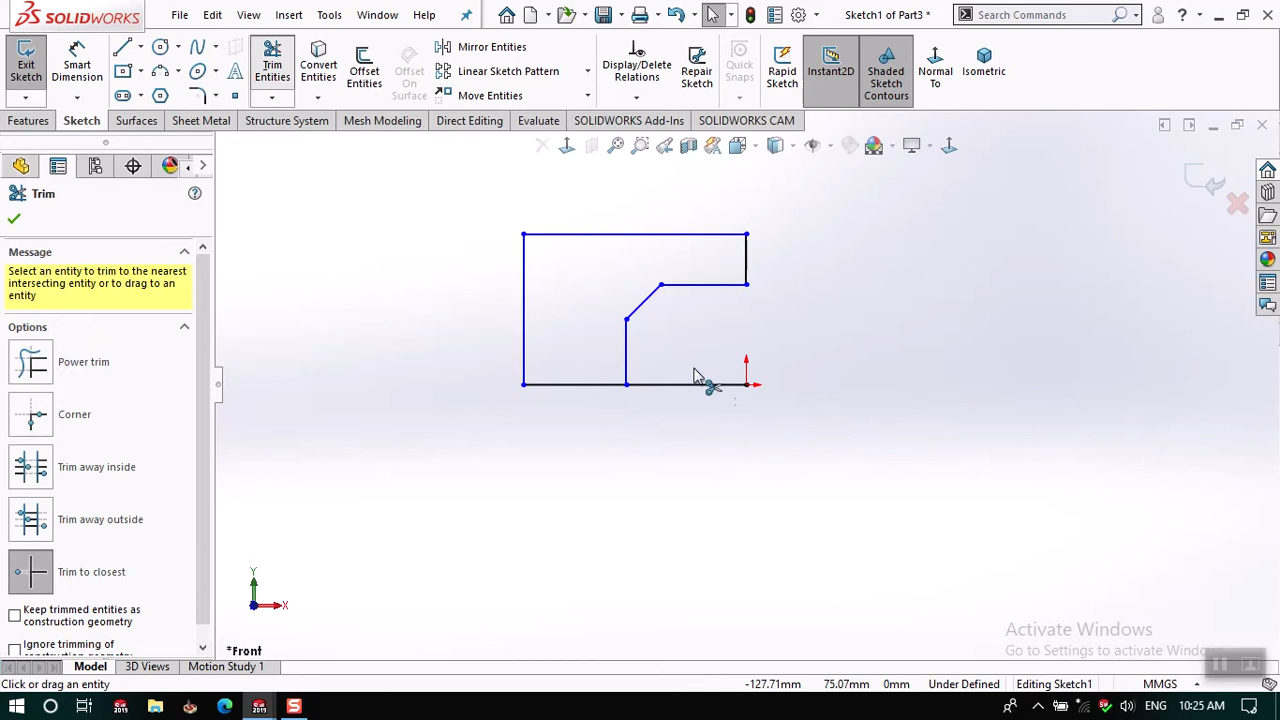 SOLIDWORKS File Edit View Insert Tools Window Help Sketch1 of Part3 * Search Commands ?
Exit Sketch
Smart Dimension
Trim Entities
Convert Entities
Offset Entities
Offset On Surface
Mirror Entities
Linear Sketch Pattern
Move Entities
Display/Delete Relations
Repair Sketch
Quick Snaps
Rapid Sketch
Instant2D
Shaded Sketch Contours
Normal To
Isometric
Features Sketch Surfaces Sheet Metal Structure System Mesh Modeling Direct Editing Evaluate SOLIDWORKS Add-Ins SOLIDWORKS CAM
Trim
Message
Select an entity to trim to the nearest
intersecting entity or to drag to an
entity
Options
Power trim
Corner
Trim away inside
Trim away outside
Trim to closest
Keep trimmed entities as
construction geometry
Ignore trimming of
Y
X
*Front
Activate Windows
Go to Settings to activate Windows.
Model 3D Views Motion Study 1
Click or drag an entity -127.71mm 75.07mm 0mm Under Defined Editing Sketch1 MMGS
2019 2019 S ENG 10:25 AM